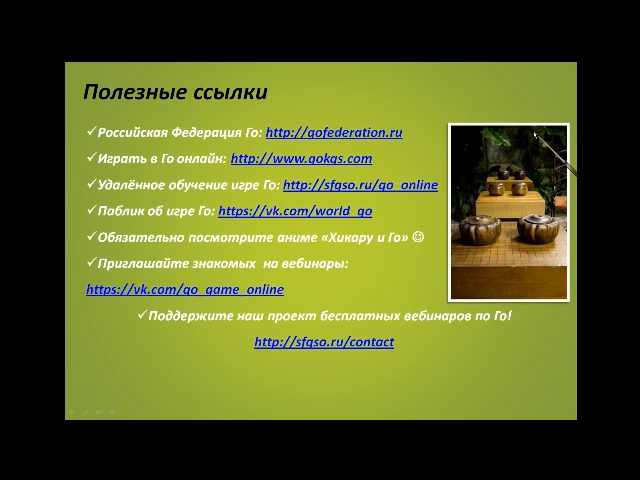 Полезные ссылки
✓Российская Федерация Го: http://gofederation.ru
✓Играть в Го онлайн: http://www.gokgs.com
✓Удалённое обучение игре Го: http://sfgso.ru/go_online
✓Паблик об игре Го: https://vk.com/world_go
✓Обязательно посмотрите аниме «Хикару и Го» ☺
✓Приглашайте знакомых на вебинары:
https://vk.com/go_game_online
✓Поддержите наш проект бесплатных вебинаров по Го!
http://sfgso.ru/contact